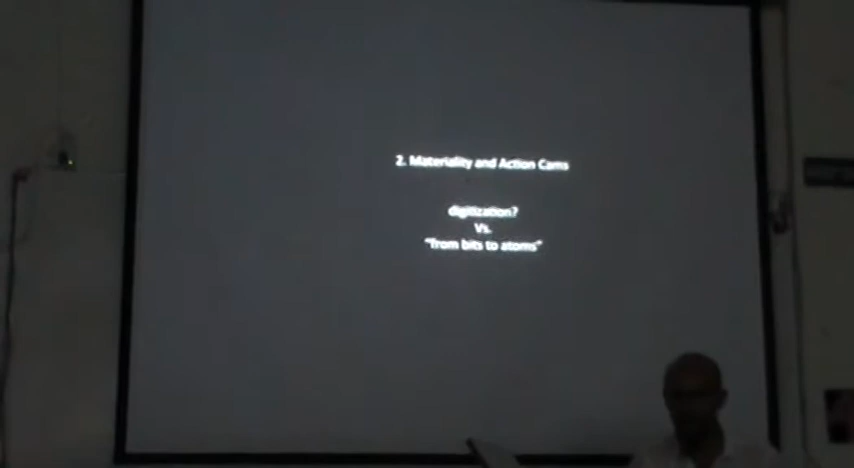 2. Materiality and Action Cams
digitization?
Vs.
"from bits to atoms"